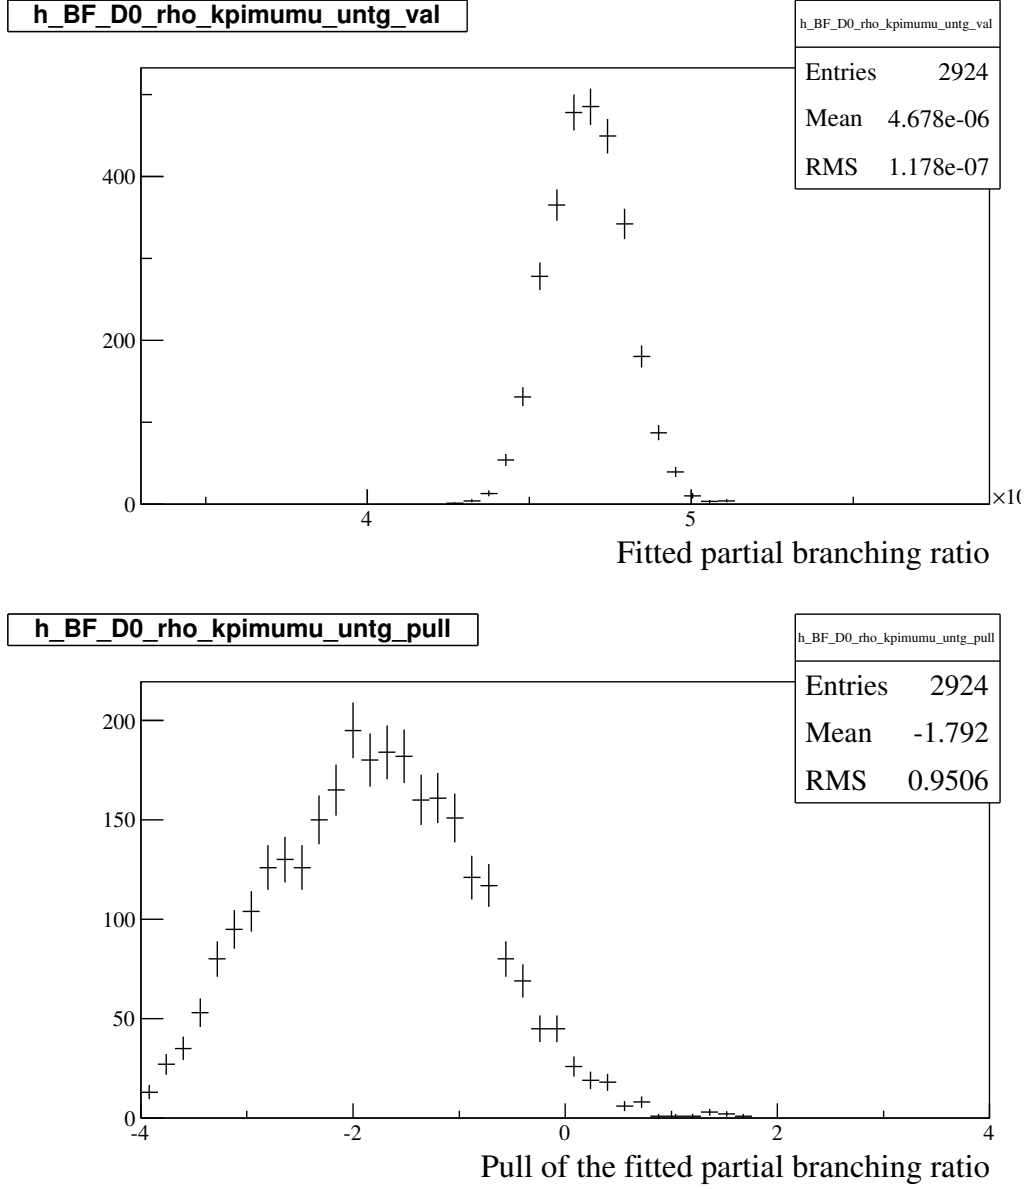 h_BF_D0_rho_kpimumu_untg_val
h_BF_D0_rho_kpimumu_untg_val
Entries 2924
Mean 4.678e-06
RMS 1.178e-07
400
200
0
4 5
×10
Fitted partial branching ratio
h_BF_D0_rho_kpimumu_untg_pull
h_BF_D0_rho_kpimumu_untg_pull
Entries 2924
Mean -1.792
RMS 0.9506
200
150
100
50
0
-4 -2 0 2 4
Pull of the fitted partial branching ratio